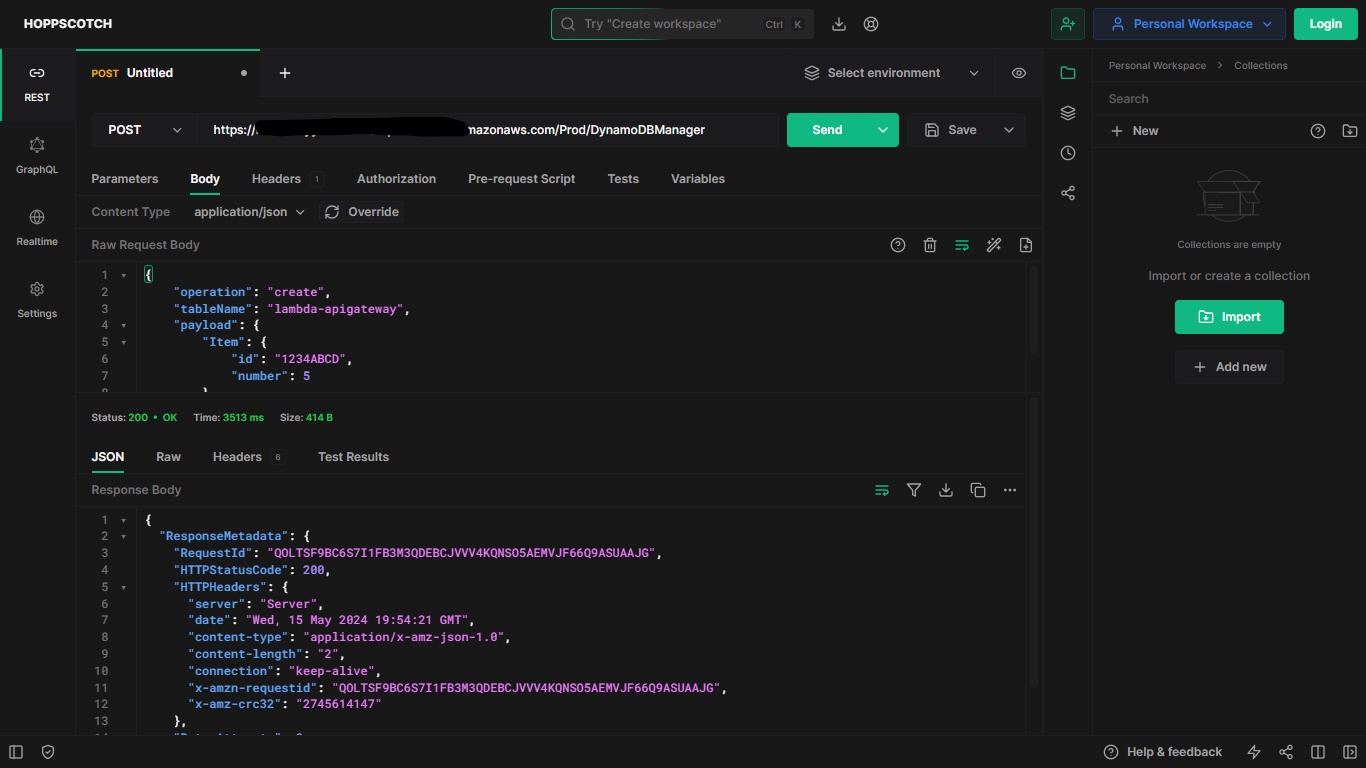 HOPPSCOTCH
Try "Create workspace"
Ctrl K
Personal Workspace
Login
REST
GraphQL
Realtime
Settings
POST Untitled
Select environment
POST
https:// mazonaws.com/Prod/DynamoDBManager
Send
Save
Parameters Body Headers 1 Authorization Pre-request Script Tests Variables
Content Type application/json Override
Raw Request Body
1 {
2 "operation": "create",
3 "tableName": "lambda-apigateway",
4 "payload": {
5 "Item": {
6 "id": "1234ABCD",
7 "number": 5
Status: 200 • OK Time: 3513 ms Size: 414 B
JSON Raw Headers 6 Test Results
Response Body
1 {
2 "ResponseMetadata": {
3 "RequestId": "QOLTSF9BC6S7I1FB3M3QDEBCJVVV4KQNSO5AEMVJF66Q9ASUAAJG",
4 "HTTPStatusCode": 200,
5 "HTTPHeaders": {
6 "server": "Server",
7 "date": "Wed, 15 May 2024 19:54:21 GMT",
8 "content-type": "application/x-amz-json-1.0",
9 "content-length": "2",
10 "connection": "keep-alive",
11 "x-amzn-requestid": "QOLTSF9BC6S7I1FB3M3QDEBCJVVV4KQNSO5AEMVJF66Q9ASUAAJG",
12 "x-amz-crc32": "2745614147"
13 },
Personal Workspace > Collections
Search
New
Collections are empty
Import or create a collection
Import
Add new
Help & feedback